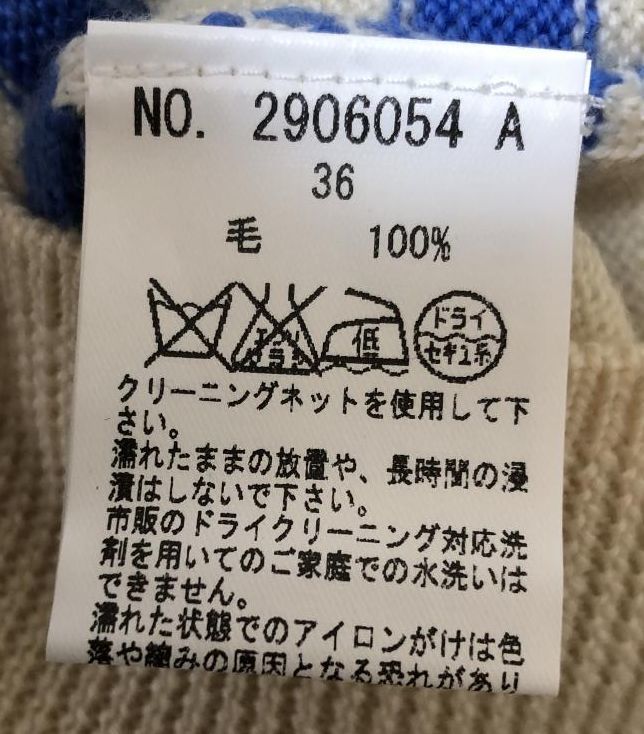 NO. 2906054 A
36
毛 100%
エンソ
サラシ
低
ドライ
セキユ系
クリーニングネットを使用して下
さい。
濡れたままの放置や、長時間の浸
漬はしないで下さい。
市販のドライクリーニング対応洗
剤を用いてのご家庭での水洗いは
できません。
濡れた状態でのアイロンがけは色
落や縮みの原因となる恐れがあり